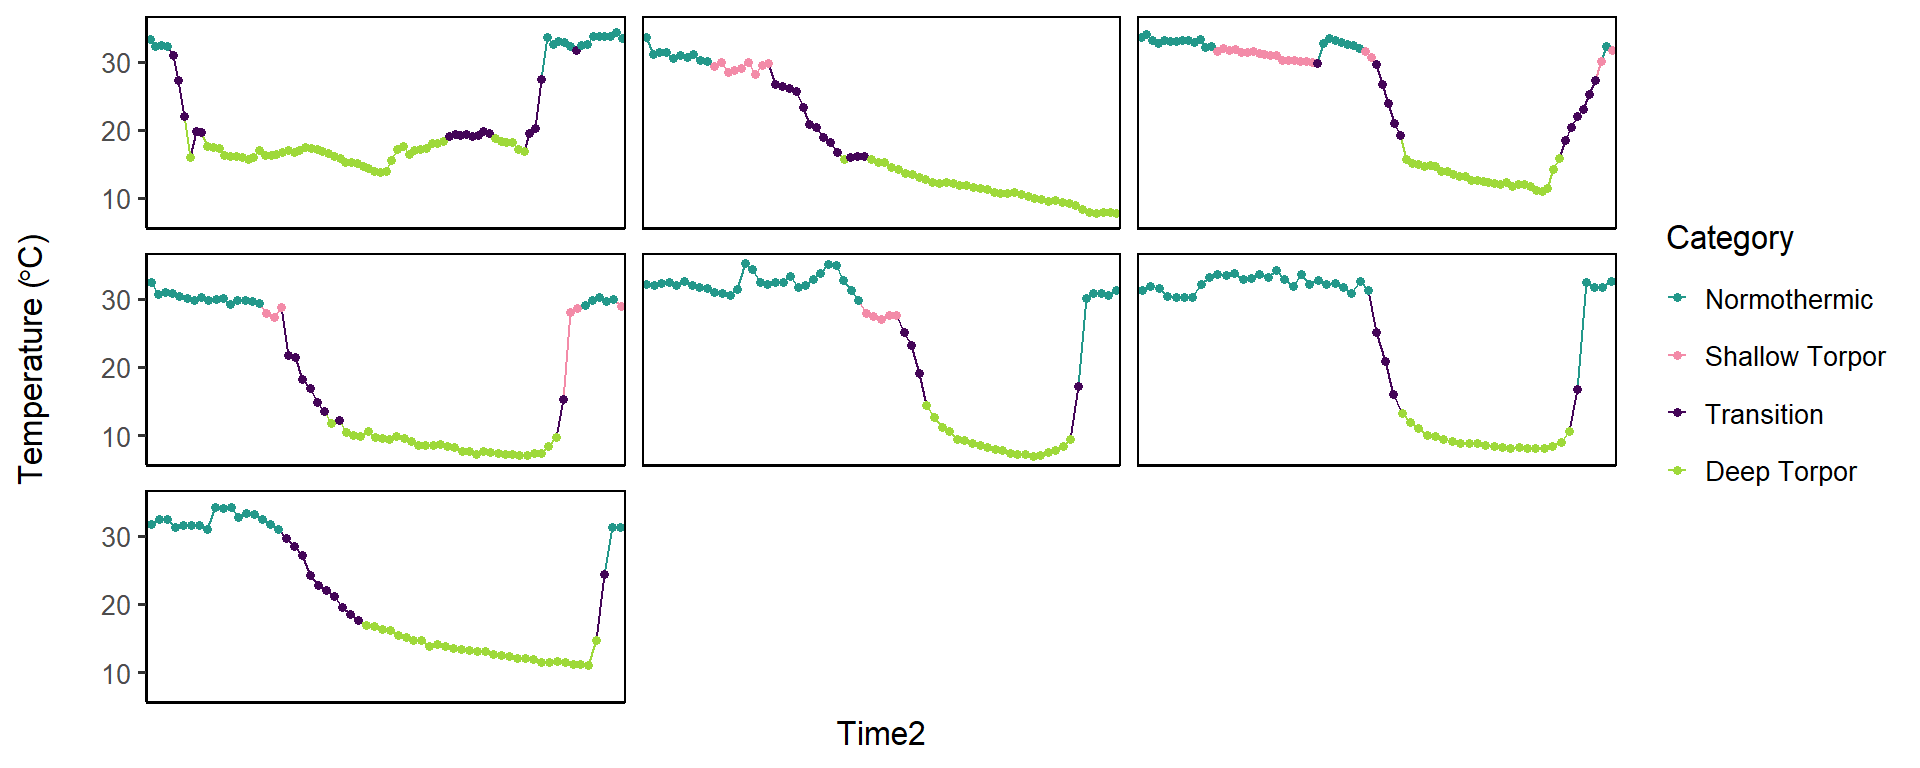 30
20
10
30
20
10
30
20
10
Temperature (°C)
Time2
Category
Normothermic
Shallow Torpor
Transition
Deep Torpor